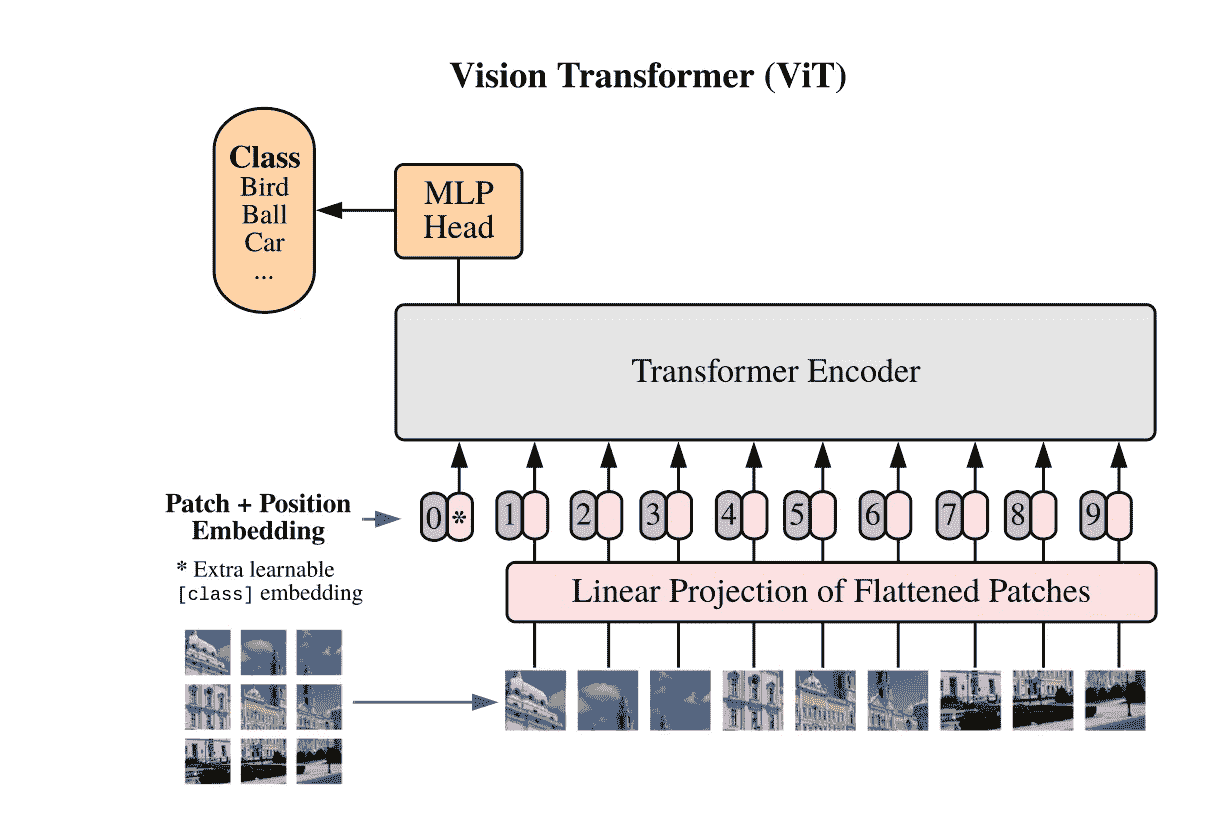 Vision Transformer (ViT)
Class
Bird
Ball
Car
...
MLP
Head
Transformer Encoder
Patch + Position
Embedding
0 * 1 2 3 4 5 6 7 8 9
* Extra learnable
[class] embedding
Linear Projection of Flattened Patches